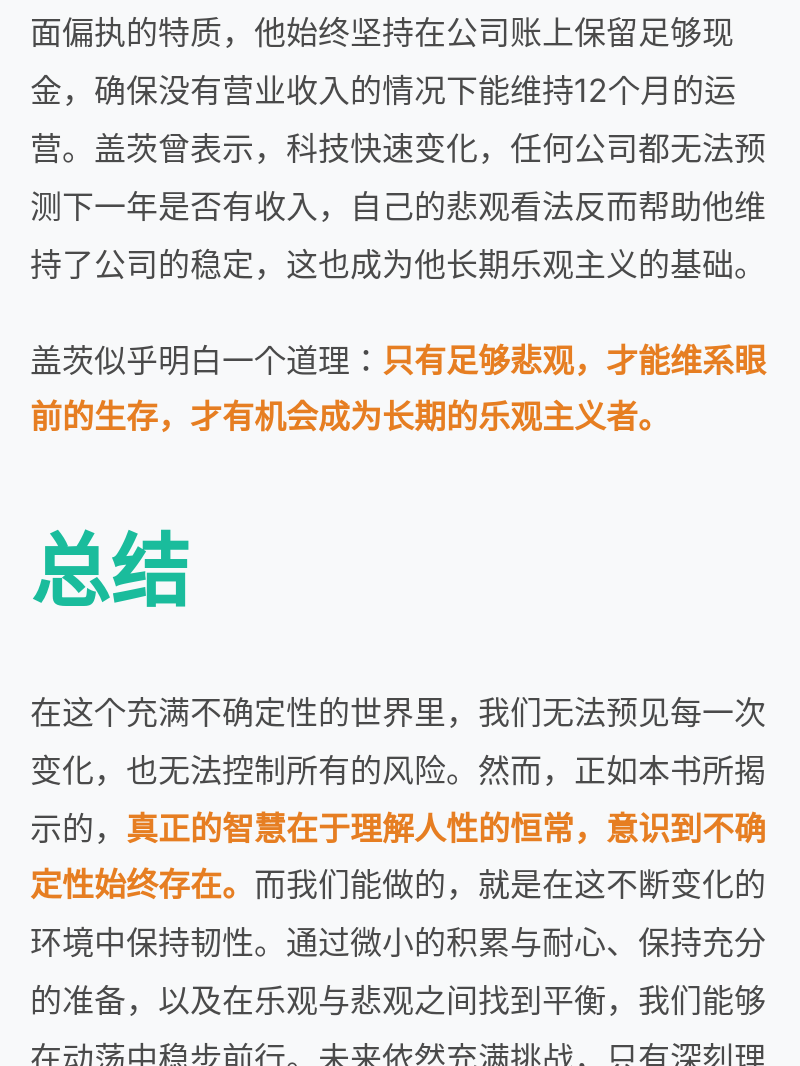 面偏执的特质，他始终坚持在公司账上保留足够现
金，确保没有营业收入的情况下能维持12个月的运
营。盖茨曾表示，科技快速变化，任何公司都无法预
测下一年是否有收入，自己的悲观看法反而帮助他维
持了公司的稳定，这也成为他长期乐观主义的基础。
盖茨似乎明白一个道理：只有足够悲观，才能维系眼
前的生存，才有机会成为长期的乐观主义者。
总结
在这个充满不确定性的世界里，我们无法预见每一次
变化，也无法控制所有的风险。然而，正如本书所揭
示的，真正的智慧在于理解人性的恒常，意识到不确
定性始终存在。而我们能做的，就是在这不断变化的
环境中保持韧性。通过微小的积累与耐心、保持充分
的准备，以及在乐观与悲观之间找到平衡，我们能够
在动荡中稳步前行。未来依然充满挑战，只有深刻理